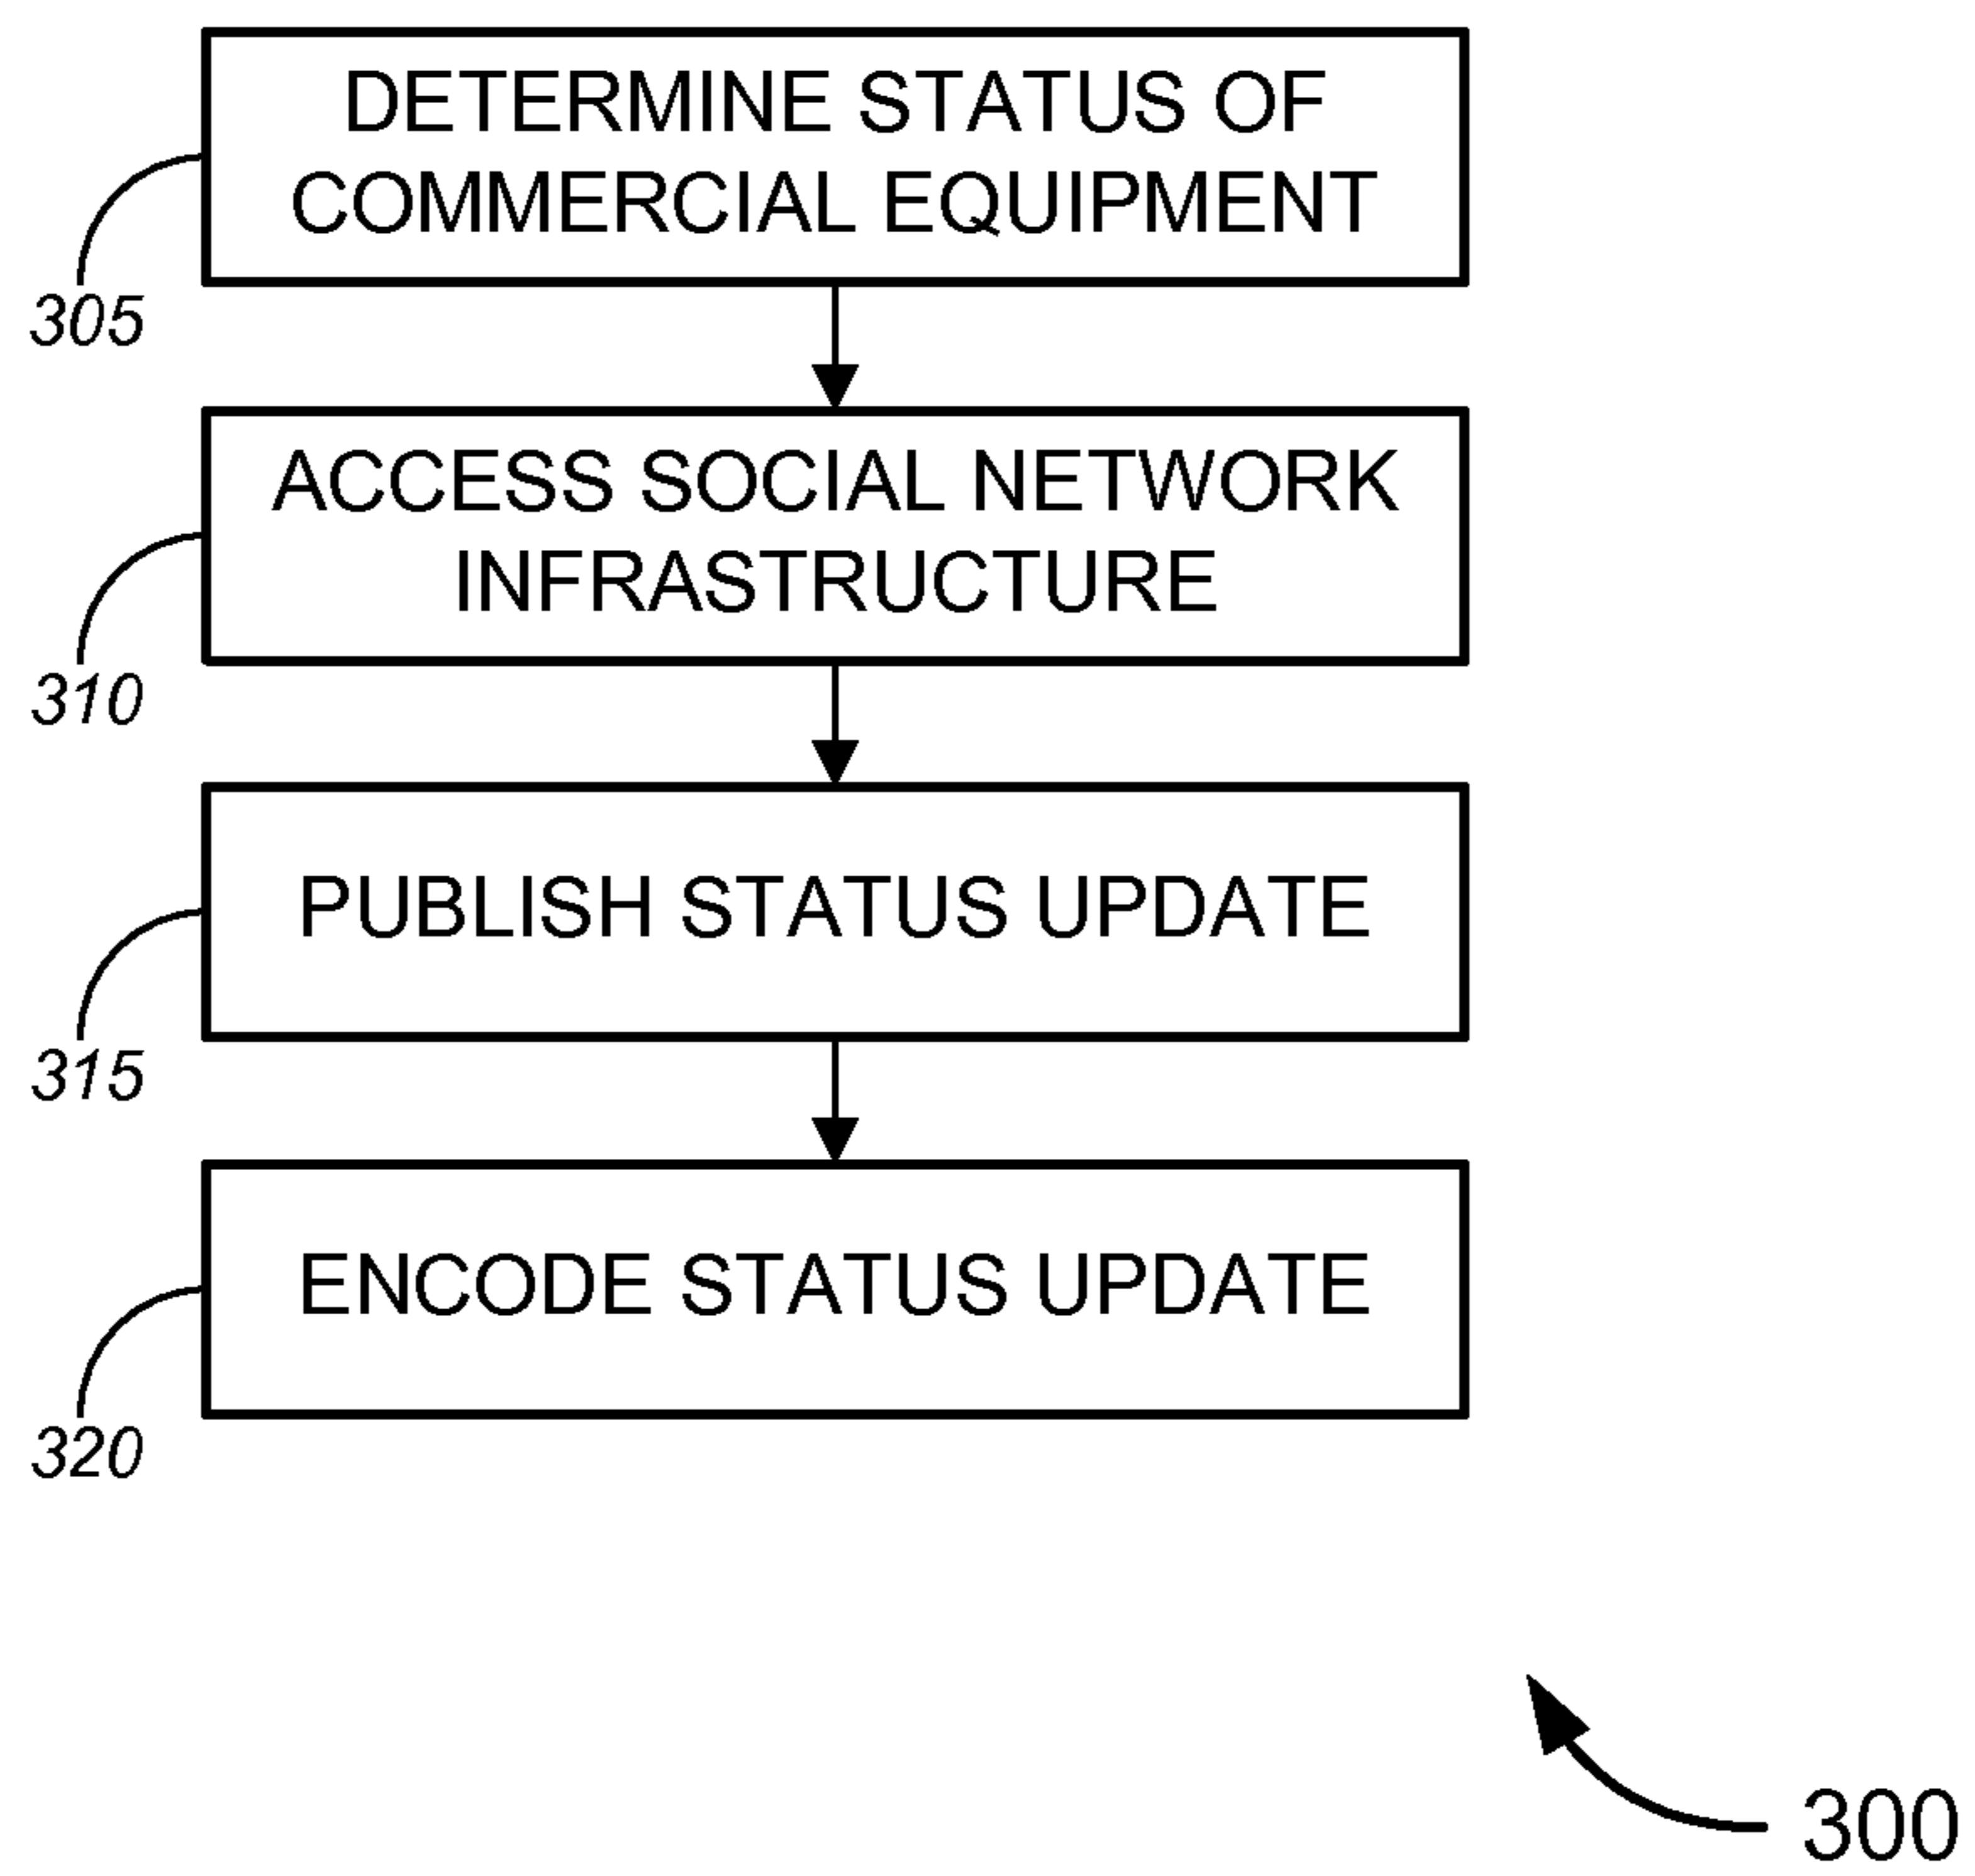 DETERMINE STATUS OF
COMMERCIAL EQUIPMENT
305
ACCESS SOCIAL NETWORK
INFRASTRUCTURE
310
PUBLISH STATUS UPDATE
315
ENCODE STATUS UPDATE
320
300